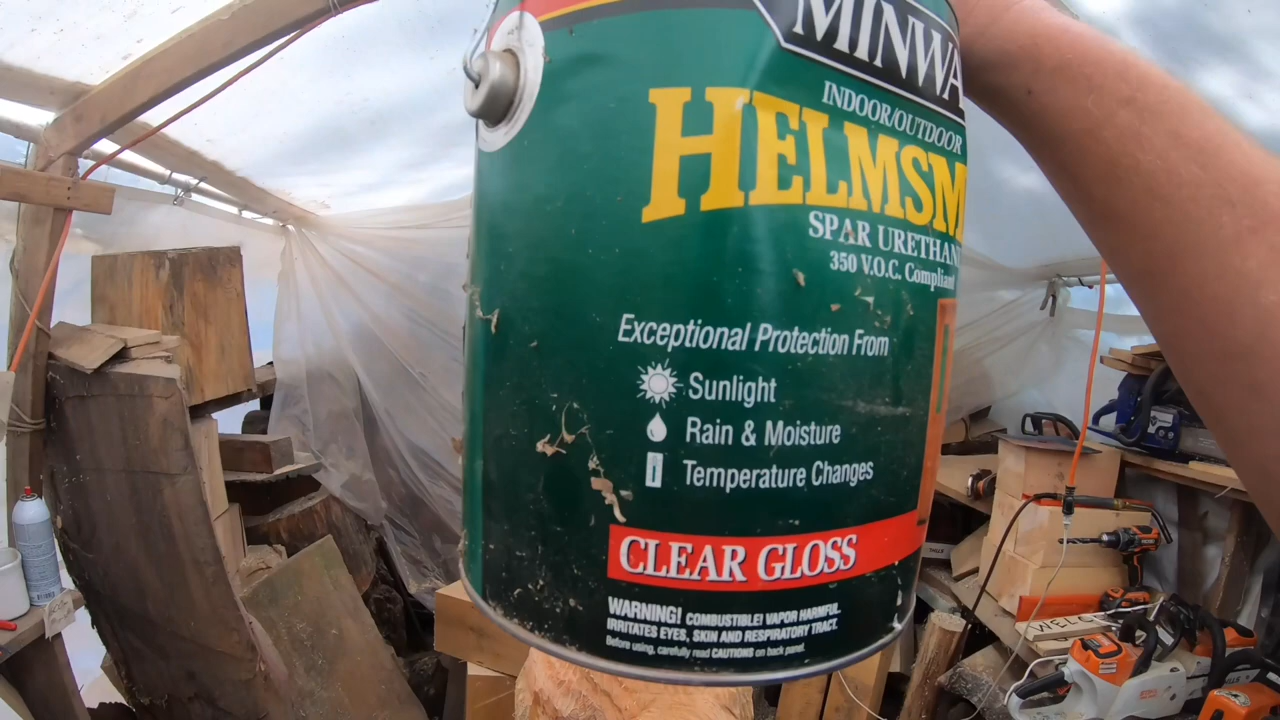 MINWA
INDOOR/OUTDOOR
HELMSM
SPAR URETHAN
350 V.O.C. Compliant
Exceptional Protection From
Sunlight
Rain & Moisture
Temperature Changes
CLEAR GLOSS
WARNING! COMBUSTIBLE! VAPOR HARMFUL.
IRRITATES EYES, SKIN AND RESPIRATORY TRACT.
Before using, carefully read CAUTIONS on back panel.
WELC